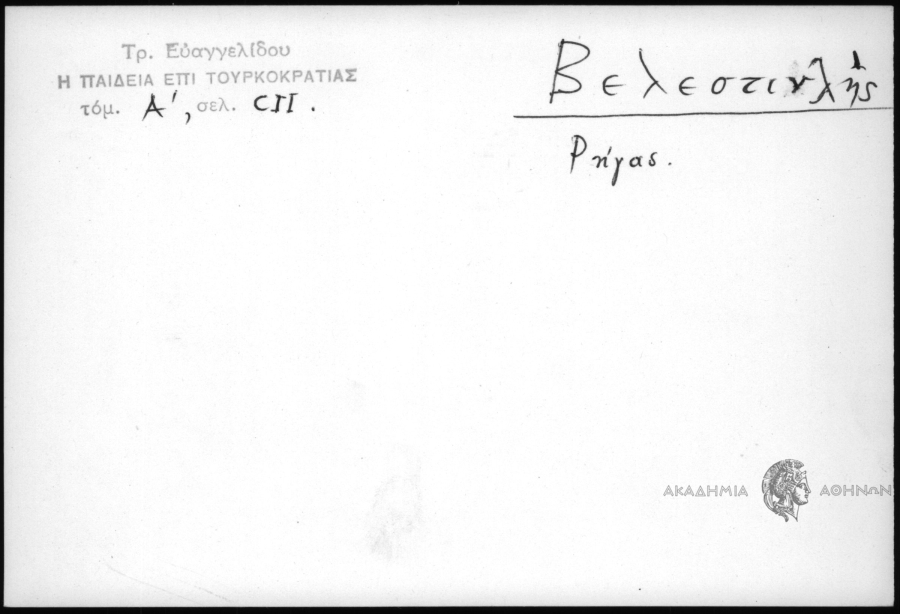 Τρ. Εὐαγγελίδου
Η ΠΑΙΔΕΙΑ ΕΠΙ ΤΟΥΡΚΟΚΡΑΤΙΑΣ
τόμ. Α', σελ. CII.
Βελεστινλῆς
Ρήγας.
ΑΚΑΔΗΜΙΑ ΑΘΗΝΩΝ